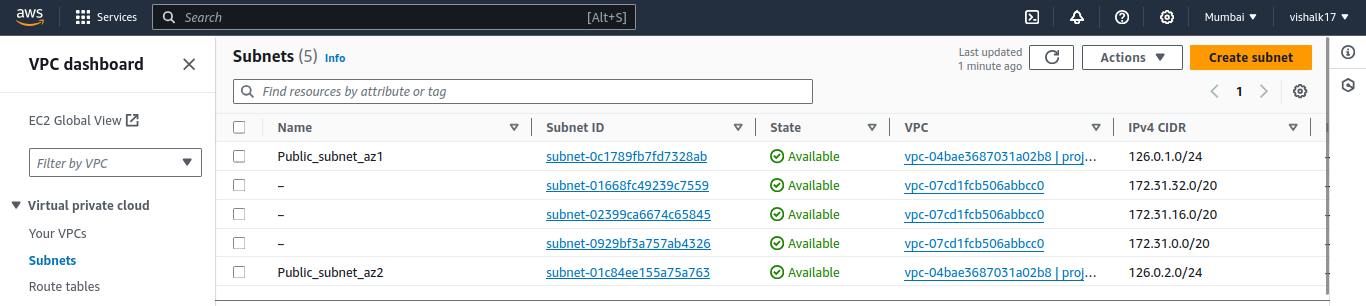 aws Services Search [Alt+S] Mumbai vishalk17
VPC dashboard
EC2 Global View
Filter by VPC
Virtual private cloud
Your VPCs
Subnets
Route tables
Subnets (5) Info
Last updated
1 minute ago
Actions Create subnet
Find resources by attribute or tag 1
Name Subnet ID State VPC IPv4 CIDR
Public_subnet_az1 subnet-0c1789fb7fd7328ab Available vpc-04bae3687031a02b8 | proj... 126.0.1.0/24
– subnet-01668fc49239c7559 Available vpc-07cd1fcb506abbcc0 172.31.32.0/20
– subnet-02399ca6674c65845 Available vpc-07cd1fcb506abbcc0 172.31.16.0/20
– subnet-0929bf3a757ab4326 Available vpc-07cd1fcb506abbcc0 172.31.0.0/20
Public_subnet_az2 subnet-01c84ee155a75a763 Available vpc-04bae3687031a02b8 | proj... 126.0.2.0/24